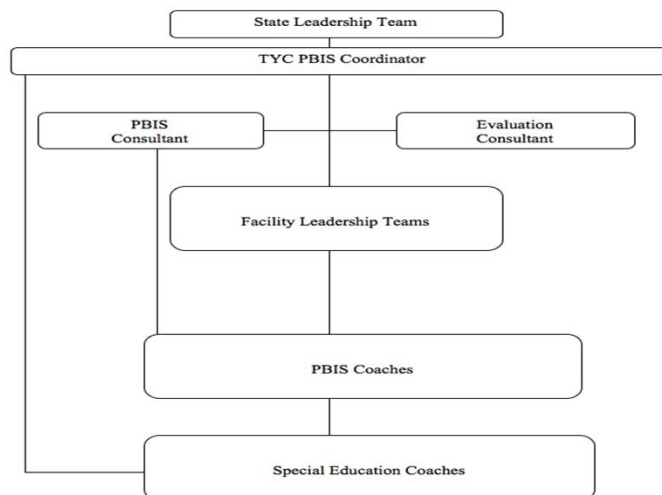 State Leadership Team
TYC PBIS Coordinator
PBIS
Consultant
Evaluation
Consultant
Facility Leadership Teams
PBIS Coaches
Special Education Coaches